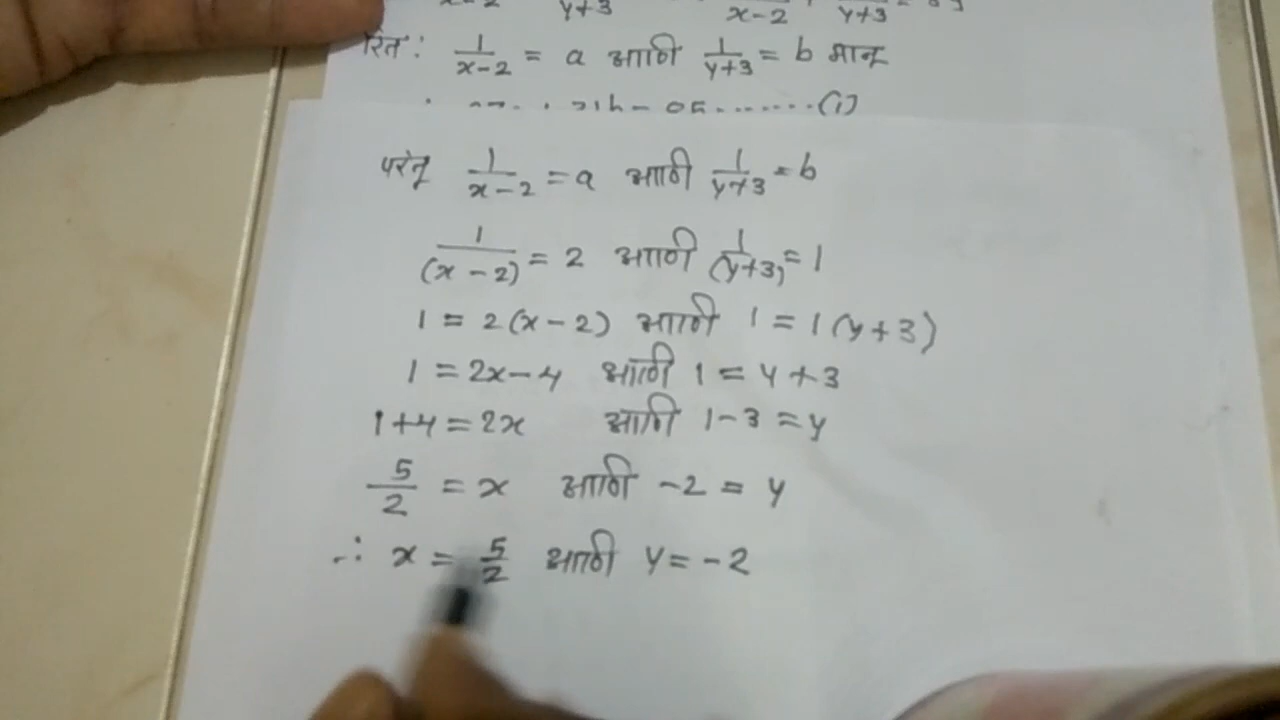 रित : 1/(x-2) = a आणि 1/(y+3) = b मानू
.......(i)
परंतू 1/(x-2) = a आणि 1/(y+3) = b
1/(x-2) = 2 आणि 1/(y+3) = 1
1 = 2(x-2) आणि 1 = 1(y+3)
1 = 2x-4 आणि 1 = y+3
1+4 = 2x आणि 1-3 = y
5/2 = x आणि -2 = y
∴ x = 5/2 आणि y = -2